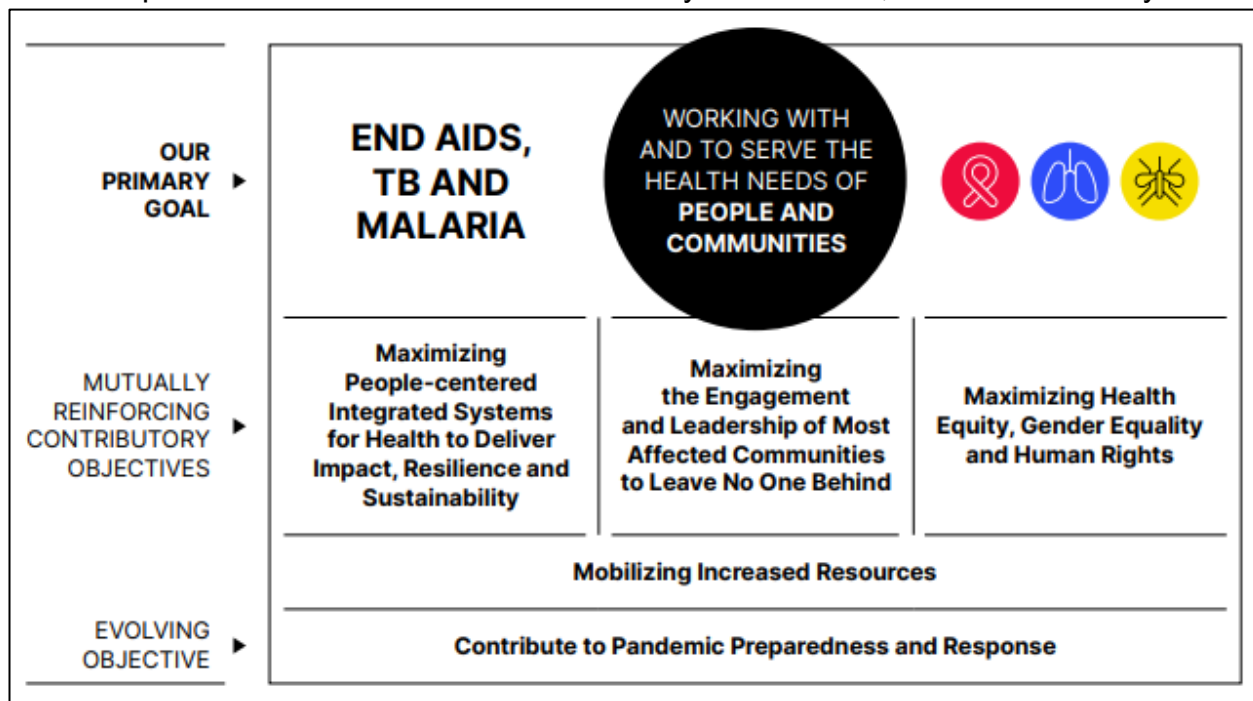 OUR
PRIMARY
GOAL
END AIDS,
TB AND
MALARIA
WORKING WITH
AND TO SERVE THE
HEALTH NEEDS OF
PEOPLE AND
COMMUNITIES
MUTUALLY
REINFORCING
CONTRIBUTORY
OBJECTIVES
Maximizing
People-centered
Integrated Systems
for Health to Deliver
Impact, Resilience and
Sustainability
Maximizing
the Engagement
and Leadership of Most
Affected Communities
to Leave No One Behind
Maximizing Health
Equity, Gender Equality
and Human Rights
Mobilizing Increased Resources
EVOLVING
OBJECTIVE
Contribute to Pandemic Preparedness and Response